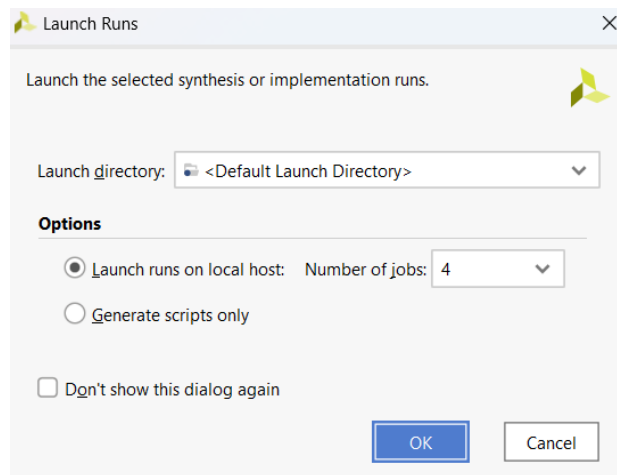 Launch Runs
Launch the selected synthesis or implementation runs.
Launch directory: <Default Launch Directory>
Options
Launch runs on local host: Number of jobs: 4
Generate scripts only
Don't show this dialog again
OK Cancel